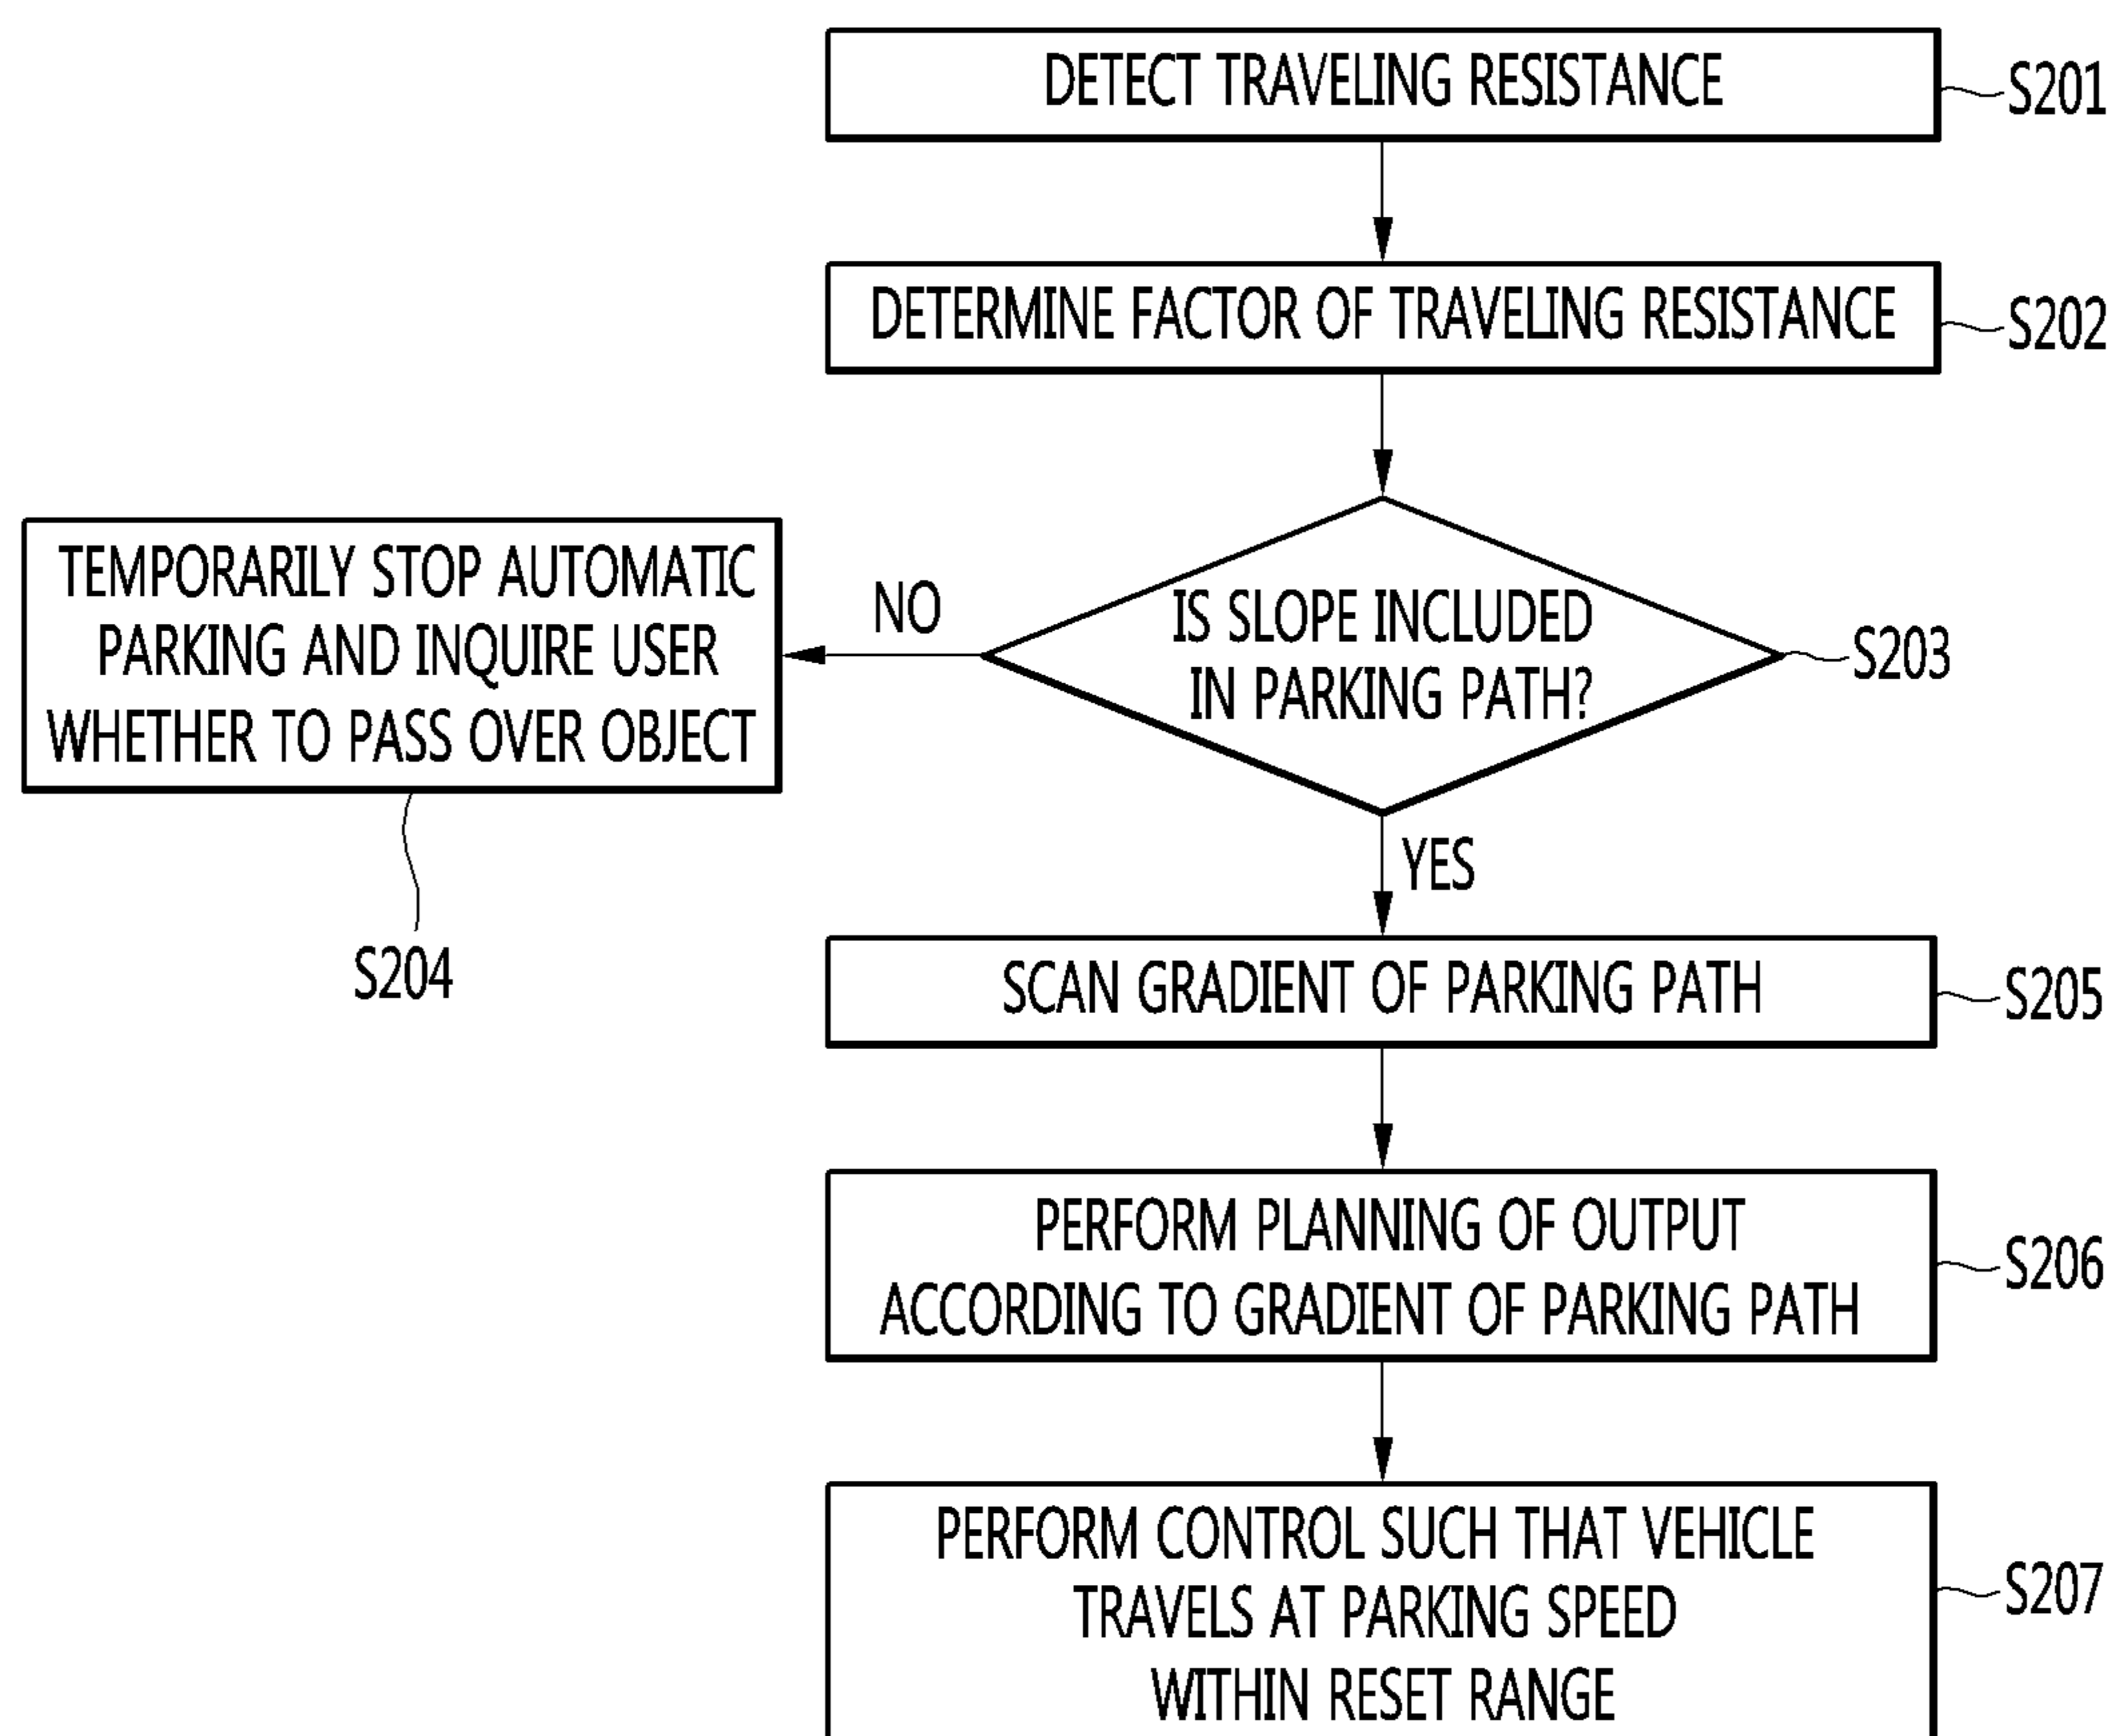 DETECT TRAVELING RESISTANCE
S201
DETERMINE FACTOR OF TRAVELING RESISTANCE
S202
IS SLOPE INCLUDED
IN PARKING PATH?
S203
NO
TEMPORARILY STOP AUTOMATIC
PARKING AND INQUIRE USER
WHETHER TO PASS OVER OBJECT
S204
YES
SCAN GRADIENT OF PARKING PATH
S205
PERFORM PLANNING OF OUTPUT
ACCORDING TO GRADIENT OF PARKING PATH
S206
PERFORM CONTROL SUCH THAT VEHICLE
TRAVELS AT PARKING SPEED
WITHIN RESET RANGE
S207